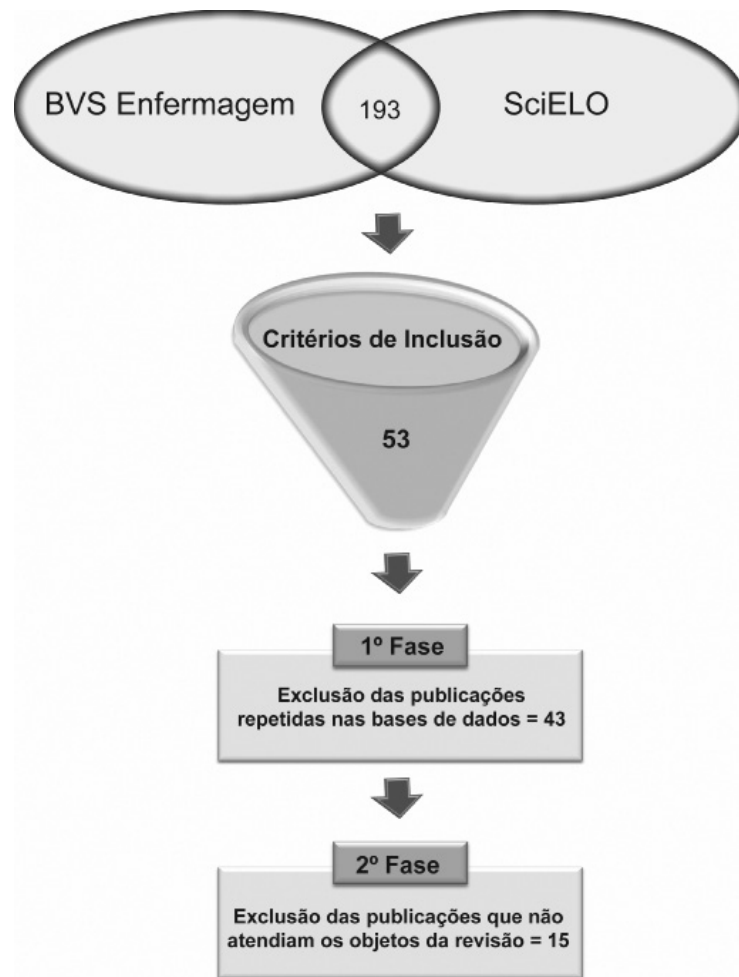 BVS Enfermagem
193
SciELO
Critérios de Inclusão
53
1º Fase
Exclusão das publicações
repetidas nas bases de dados = 43
2º Fase
Exclusão das publicações que não
atendiam os objetos da revisão = 15